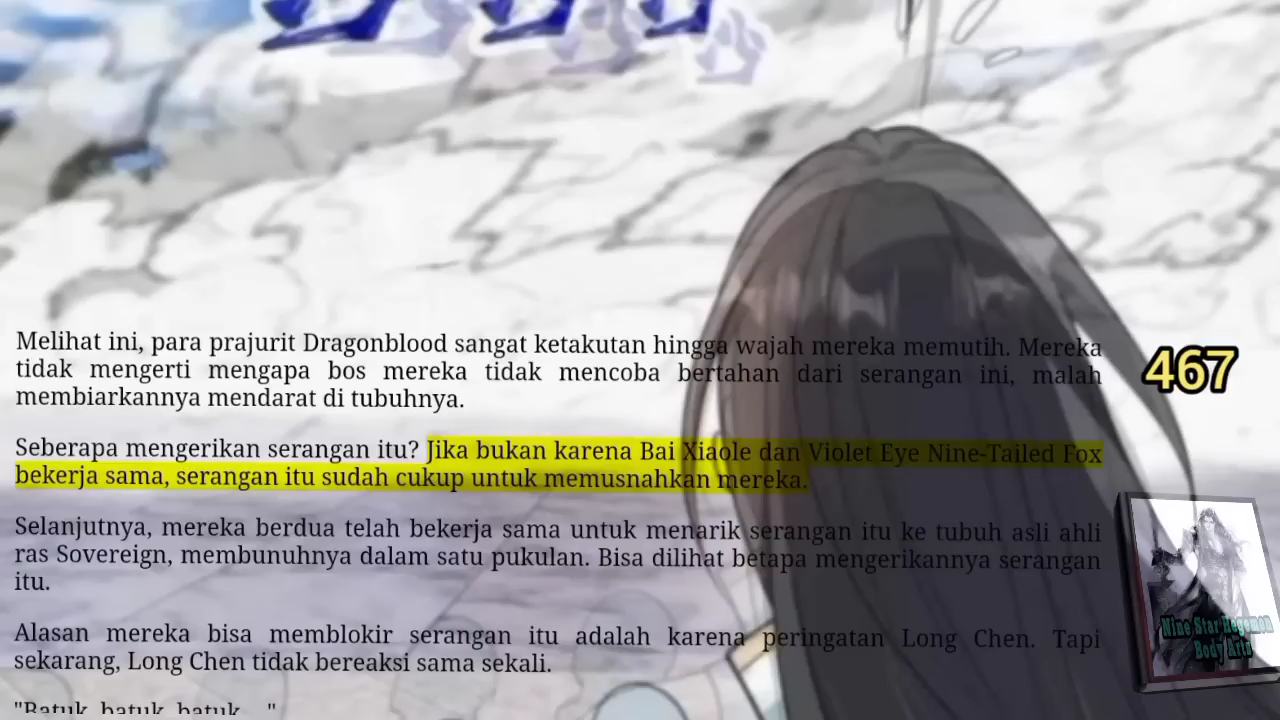 Melihat ini, para prajurit Dragonblood sangat ketakutan hingga wajah mereka memutih. Mereka
tidak mengerti mengapa bos mereka tidak mencoba bertahan dari serangan ini, malah
membiarkannya mendarat di tubuhnya.
467
Seberapa mengerikan serangan itu? Jika bukan karena Bai Xiaole dan Violet Eye Nine-Tailed Fox
bekerja sama, serangan itu sudah cukup untuk memusnahkan mereka.
Selanjutnya, mereka berdua telah bekerja sama untuk menarik serangan itu ke tubuh asli ahli
ras Sovereign, membunuhnya dalam satu pukulan. Bisa dilihat betapa mengerikannya serangan
itu.
Alasan mereka bisa memblokir serangan itu adalah karena peringatan Long Chen. Tapi
sekarang, Long Chen tidak bereaksi sama sekali.
"Batuk, batuk, batuk..."
Nine Star Hegemon
Body Arts